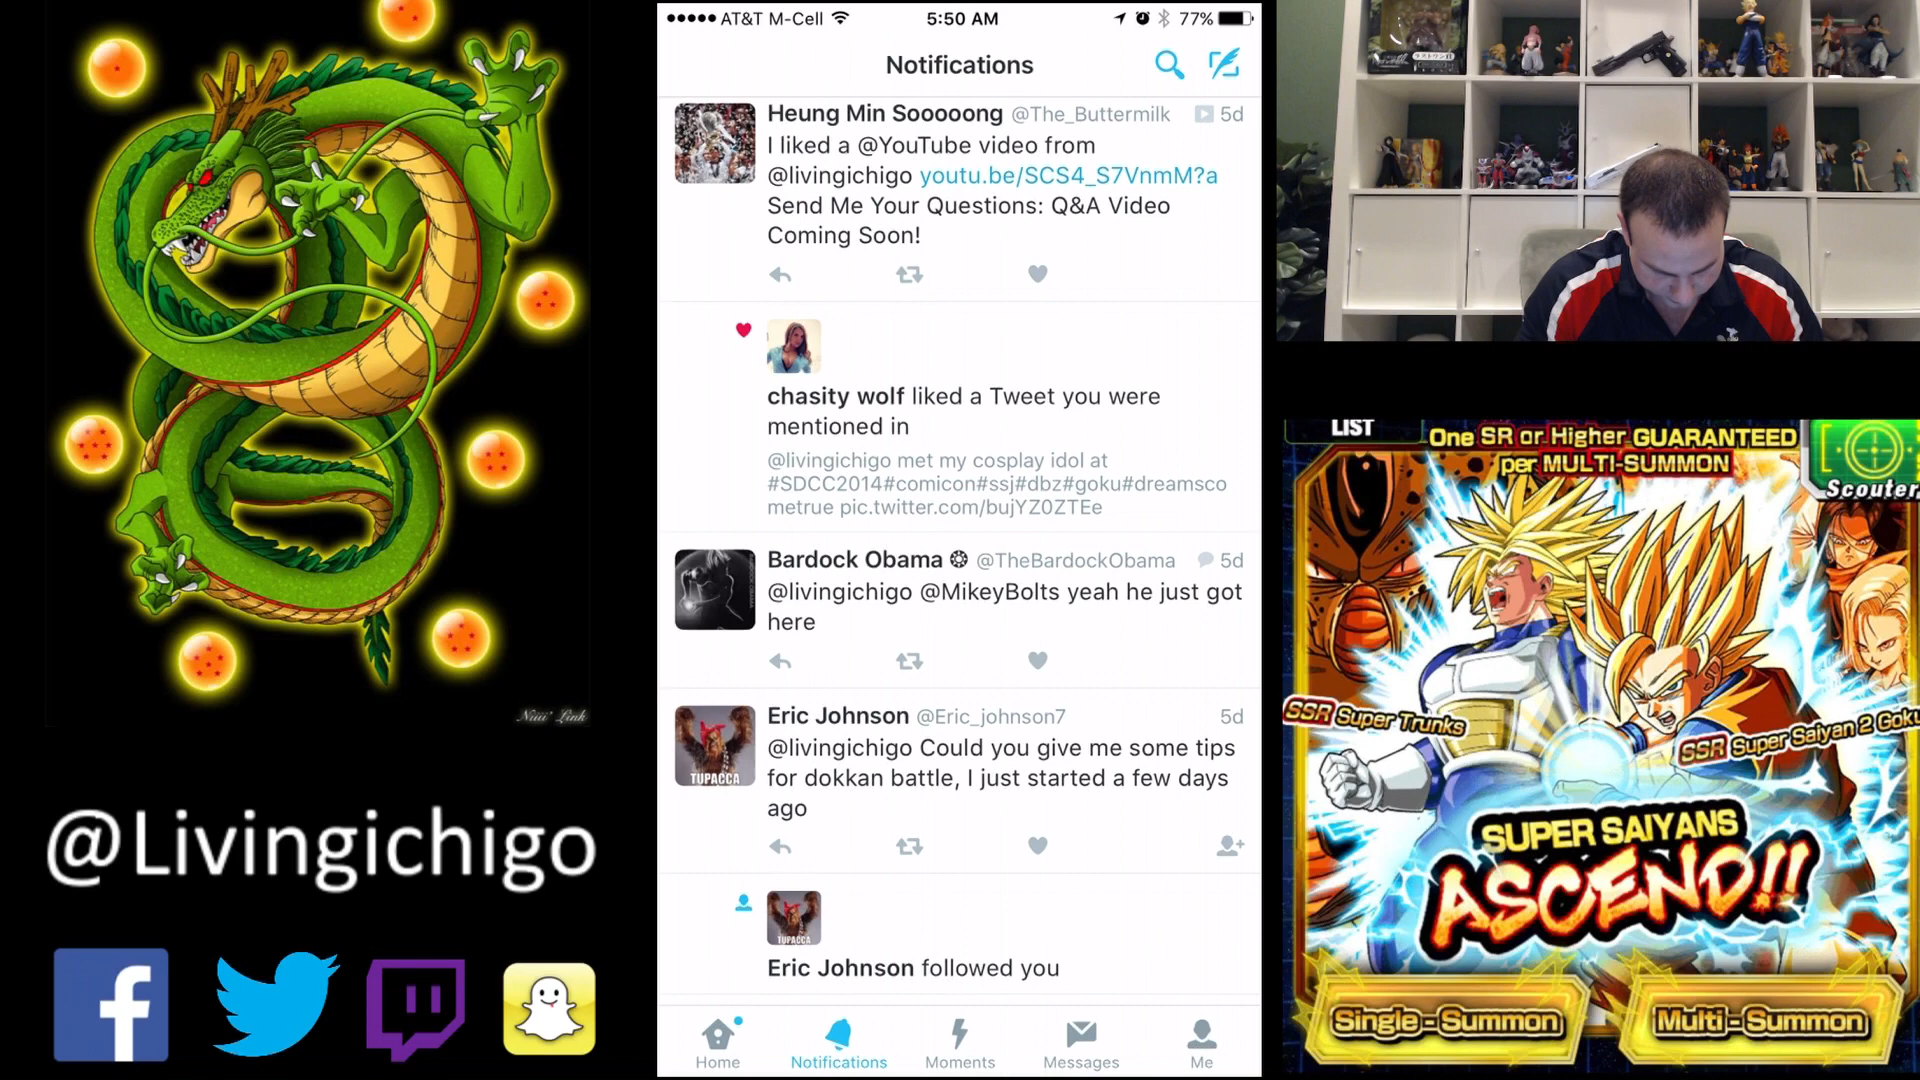 Niiii' Link
@Livingichigo
AT&T M-Cell
5:50 AM
77%
Notifications
Heung Min Sooooong @The_Buttermilk 5d
I liked a @YouTube video from
@livingichigo youtu.be/SCS4_S7VnmM?a
Send Me Your Questions: Q&A Video
Coming Soon!
chasity wolf liked a Tweet you were
mentioned in
@livingichigo met my cosplay idol at
#SDCC2014#comicon#ssj#dbz#goku#dreamsco
metrue pic.twitter.com/bujYZ0ZTEe
Bardock Obama @TheBardockObama 5d
@livingichigo @MikeyBolts yeah he just got
here
Eric Johnson @Eric_johnson7 5d
@livingichigo Could you give me some tips
for dokkan battle, I just started a few days
ago
TUPACCA
TUPACCA
Eric Johnson followed you
Home
Notifications
Moments
Messages
Me
LIST
One SR or Higher GUARANTEED
per MULTI-SUMMON
Scouter
SSR Super Trunks
SSR Super Saiyan 2 Goku
SUPER SAIYANS
ASCEND!!
Single-Summon
Multi-Summon